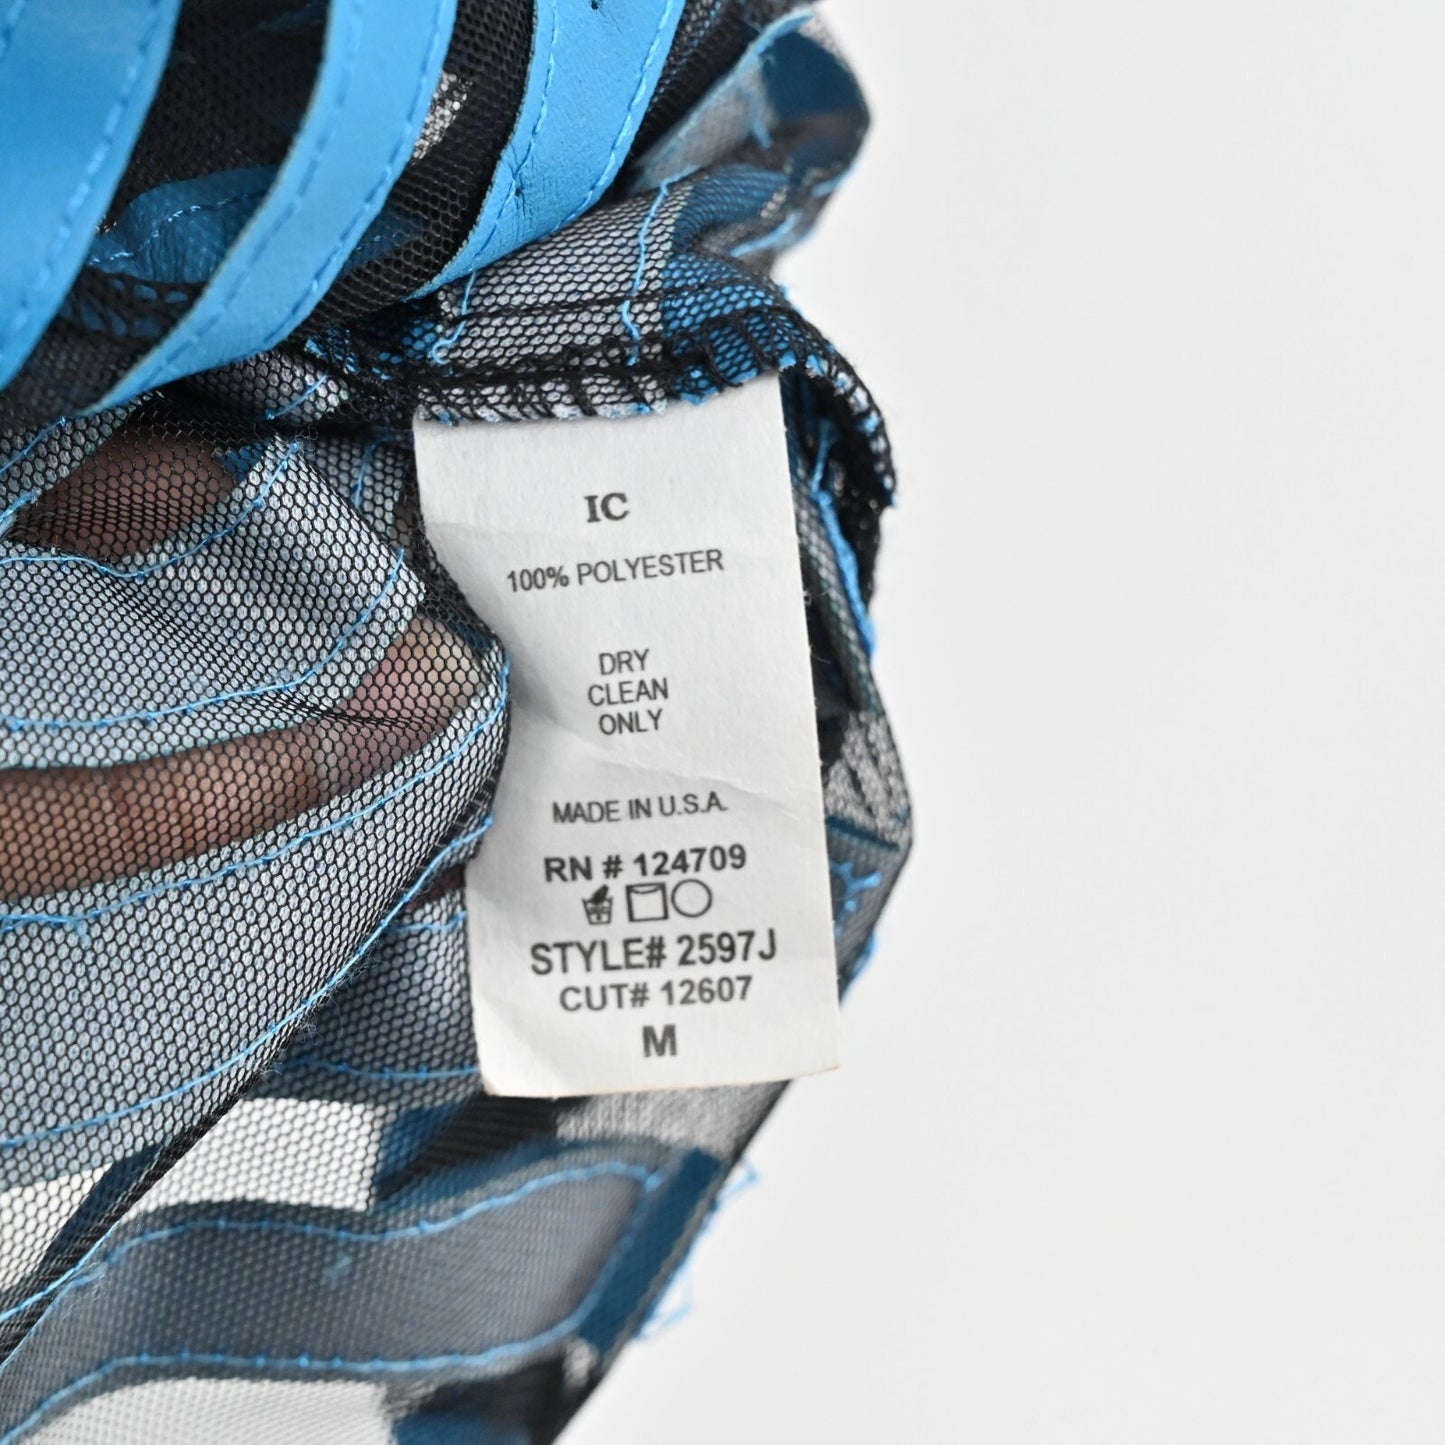 IC
100% POLYESTER
DRY
CLEAN
ONLY
MADE IN U.S.A.
RN # 124709
STYLE# 2597J
CUT# 12607
M